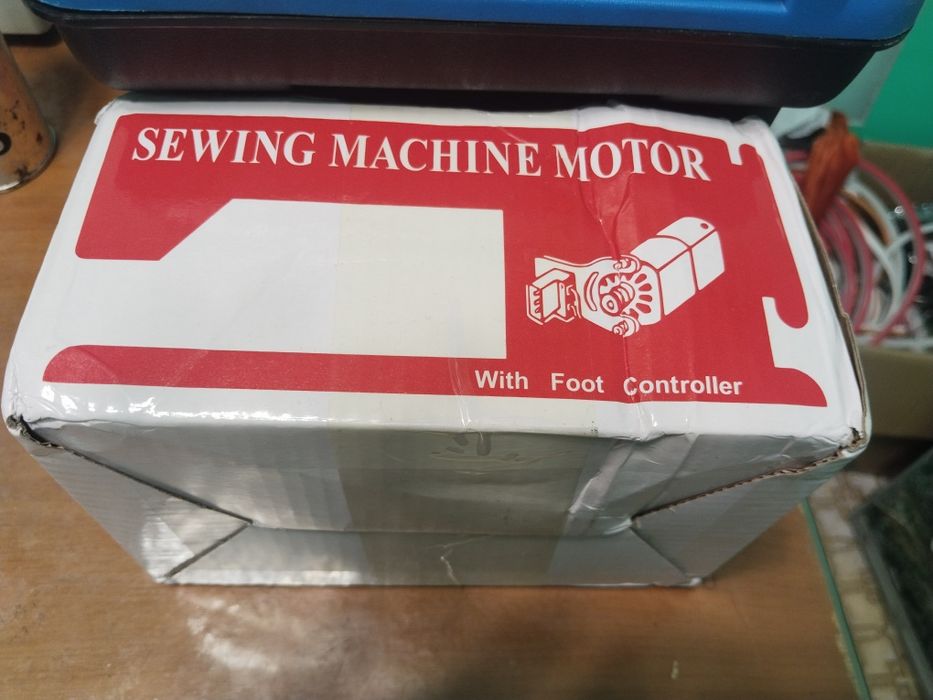 SEWING MACHINE MOTOR
With Foot Controller